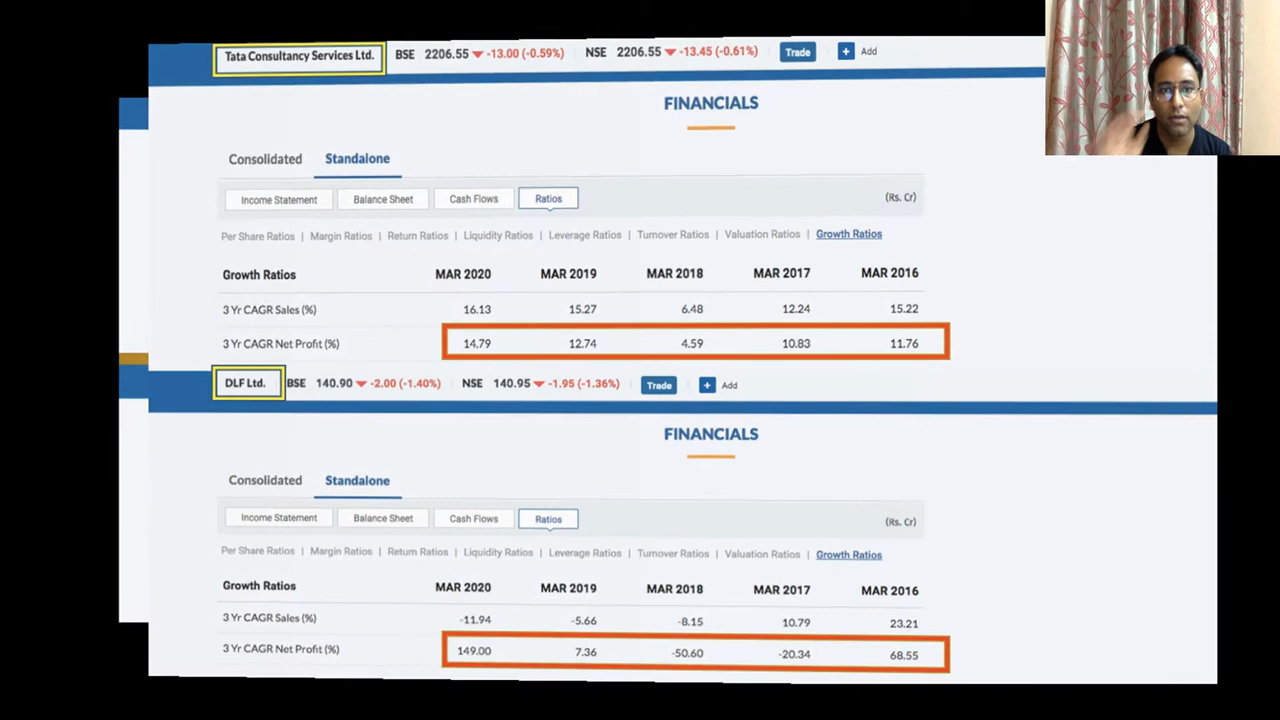 Tata Consultancy Services Ltd. BSE 2206.55 ▼ -13.00 (-0.59%) NSE 2206.55 ▼ -13.45 (-0.61%) Trade + Add
FINANCIALS
Consolidated Standalone
Income Statement Balance Sheet Cash Flows Ratios (Rs. Cr)
Per Share Ratios | Margin Ratios | Return Ratios | Liquidity Ratios | Leverage Ratios | Turnover Ratios | Valuation Ratios | Growth Ratios
Growth Ratios MAR 2020 MAR 2019 MAR 2018 MAR 2017 MAR 2016
3 Yr CAGR Sales (%) 16.13 15.27 6.48 12.24 15.22
3 Yr CAGR Net Profit (%) 14.79 12.74 4.59 10.83 11.76
DLF Ltd. BSE 140.90 ▼ -2.00 (-1.40%) NSE 140.95 ▼ -1.95 (-1.36%) Trade + Add
FINANCIALS
Consolidated Standalone
Income Statement Balance Sheet Cash Flows Ratios (Rs. Cr)
Per Share Ratios | Margin Ratios | Return Ratios | Liquidity Ratios | Leverage Ratios | Turnover Ratios | Valuation Ratios | Growth Ratios
Growth Ratios MAR 2020 MAR 2019 MAR 2018 MAR 2017 MAR 2016
3 Yr CAGR Sales (%) -11.94 -5.66 -8.15 10.79 23.21
3 Yr CAGR Net Profit (%) 149.00 7.36 -50.60 -20.34 68.55